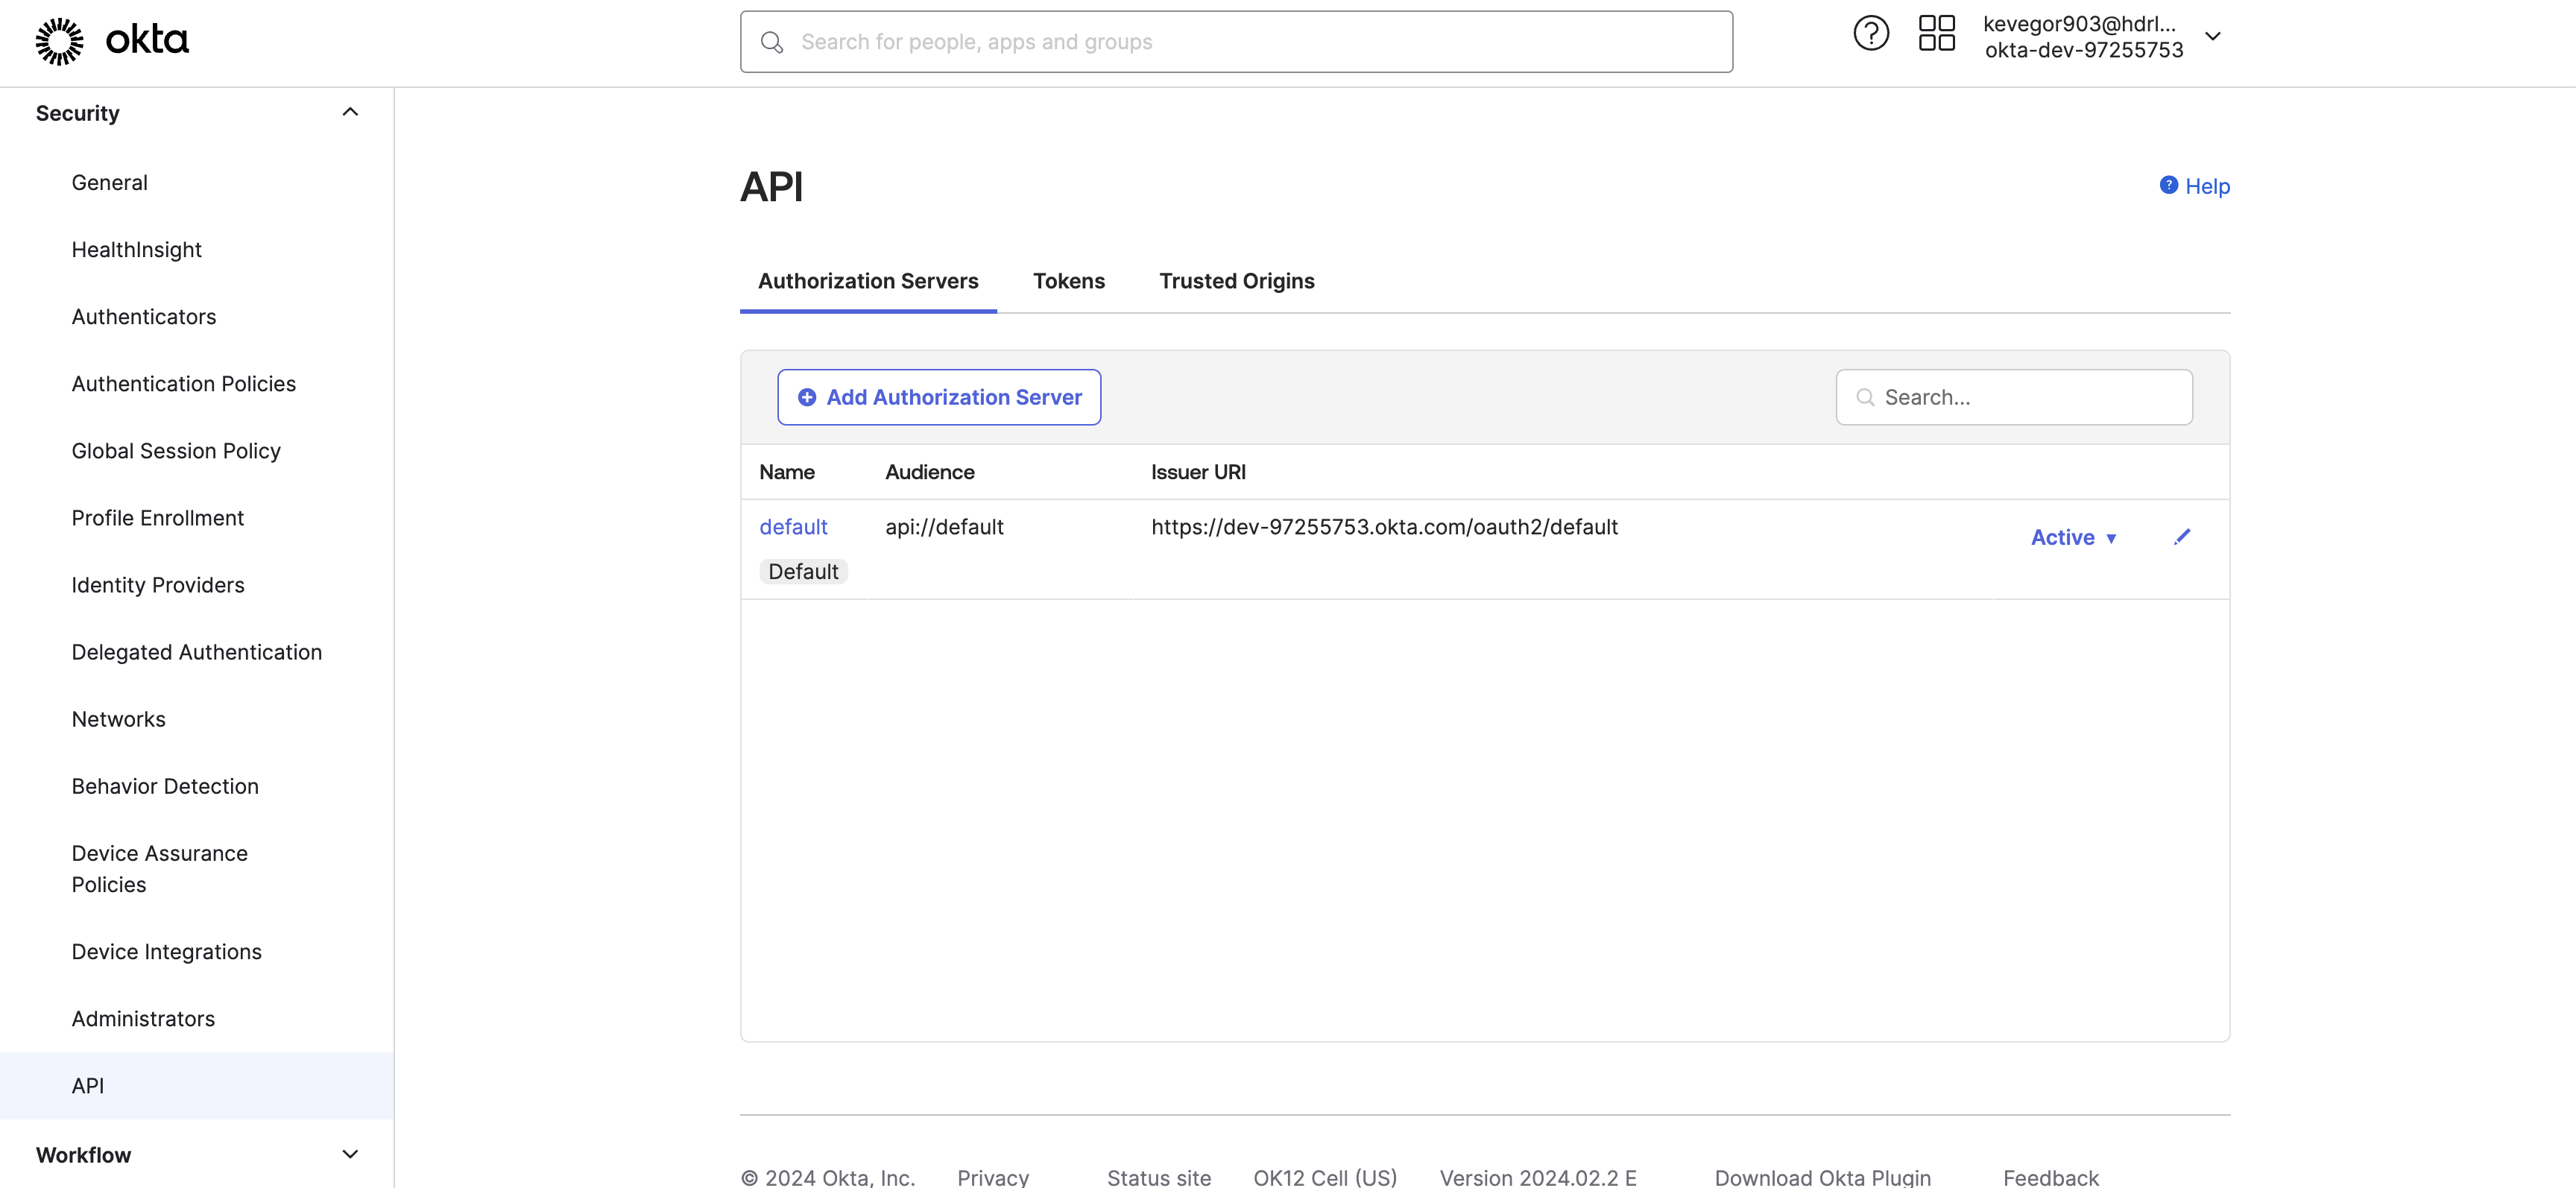 okta
Search for people, apps and groups
kevegor903@hdrl...
okta-dev-97255753
Security
General
HealthInsight
Authenticators
Authentication Policies
Global Session Policy
Profile Enrollment
Identity Providers
Delegated Authentication
Networks
Behavior Detection
Device Assurance
Policies
Device Integrations
Administrators
API
Workflow
API
Help
Authorization Servers Tokens Trusted Origins
Add Authorization Server
Search...
Name Audience Issuer URI
default api://default https://dev-97255753.okta.com/oauth2/default Active
Default
© 2024 Okta, Inc. Privacy Status site OK12 Cell (US) Version 2024.02.2 E Download Okta Plugin Feedback